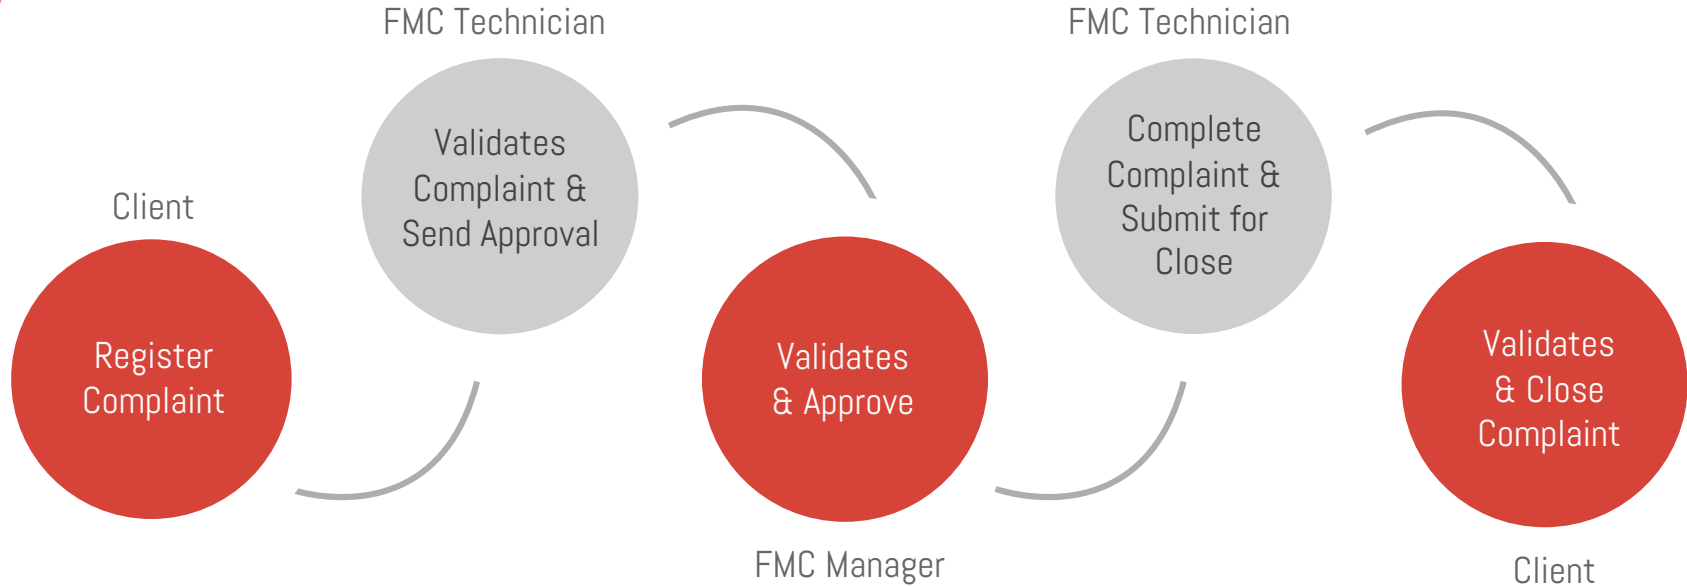 Client
Register
Complaint
FMC Technician
Validates
Complaint &
Send Approval
Validates
& Approve
FMC Manager
FMC Technician
Complete
Complaint &
Submit for
Close
Validates
& Close
Complaint
Client